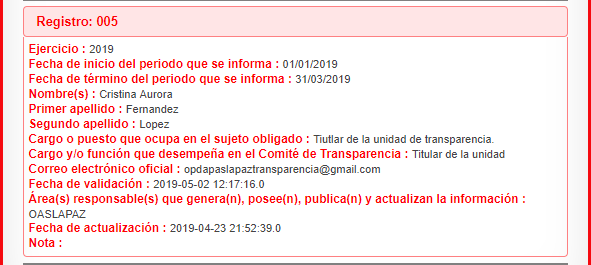 Registro: 005
Ejercicio : 2019
Fecha de inicio del periodo que se informa : 01/01/2019
Fecha de término del periodo que se informa : 31/03/2019
Nombre(s) : Cristina Aurora
Primer apellido : Fernandez
Segundo apellido : Lopez
Cargo o puesto que ocupa en el sujeto obligado : Tiutlar de la unidad de transparencia.
Cargo y/o función que desempeña en el Comité de Transparencia : Titular de la unidad
Correo electrónico oficial : opdapaslapaztransparencia@gmail.com
Fecha de validación : 2019-05-02 12:17:16.0
Área(s) responsable(s) que genera(n), posee(n), publica(n) y actualizan la información :
OASLAPAZ
Fecha de actualización : 2019-04-23 21:52:39.0
Nota :